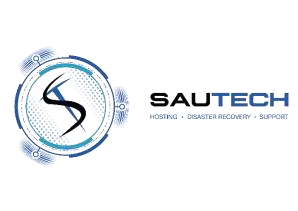 SAUTECH
HOSTING • DISASTER RECOVERY • SUPPORT